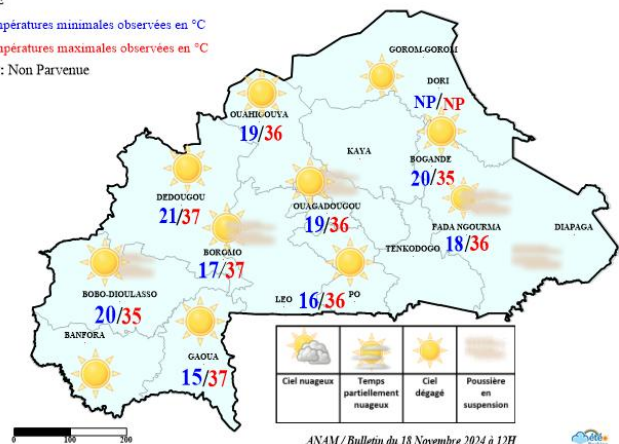 mpératures minimales observées en °C
mpératures maximales observées en °C
: Non Parvenue
GOROM-GOROM
DORI
NP/NP
OUAHIGOUYA
19/36
KAYA
BOGANDE
20/35
DEDOUGOU
21/37
OUAGADOUGOU
19/36
FADA NGOURMA
18/36
DIAPAGA
BOROMO
17/37
TENKODOGO
BOBO-DIOULASSO
20/35
LEO
16/36
PO
BANFORA
GAOUA
15/37
Ciel nuageux
Temps partiellement nuageux
Ciel dégagé
Poussière en suspension
0 100 200
ANAM / Bulletin du 18 Novembre 2024 à 12H